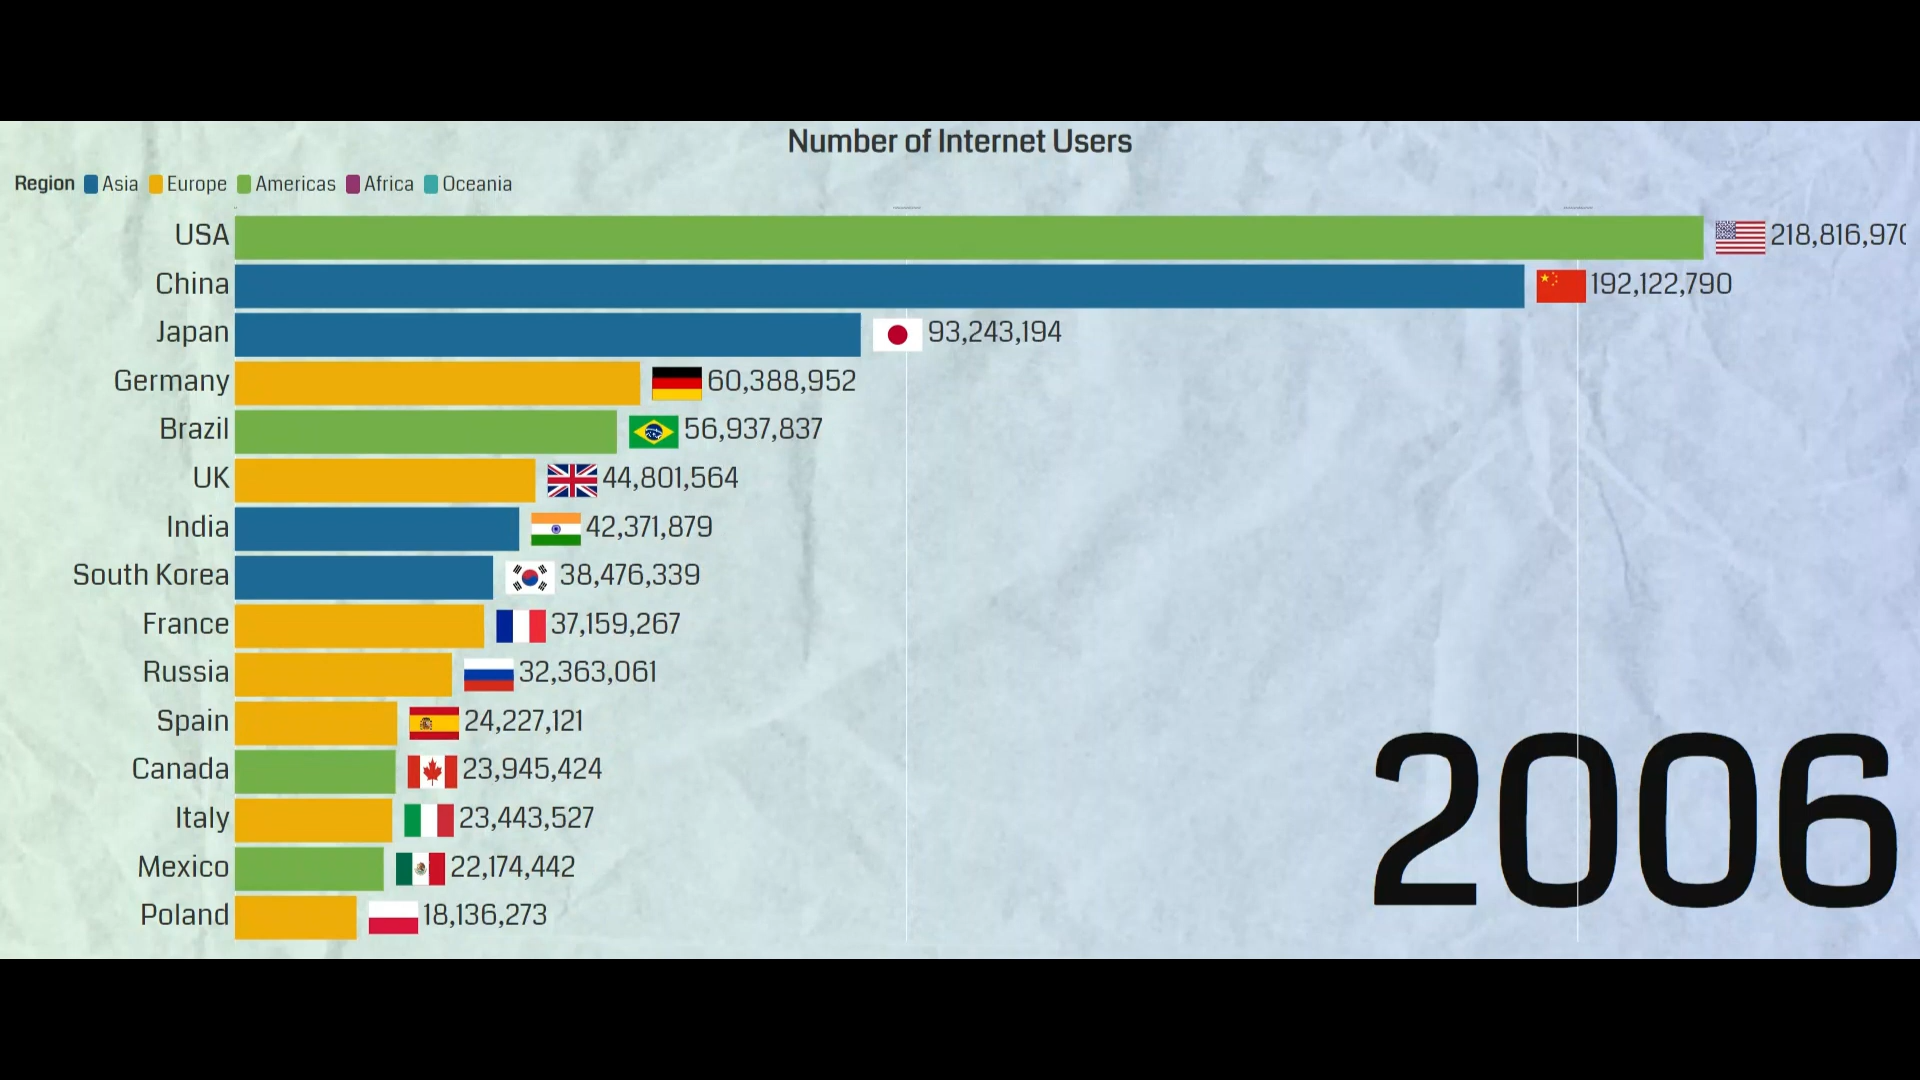 Number of Internet Users
Region Asia Europe Americas Africa Oceania
USA 218,816,970
China 192,122,790
Japan 93,243,194
Germany 60,388,952
Brazil 56,937,837
UK 44,801,564
India 42,371,879
South Korea 38,476,339
France 37,159,267
Russia 32,363,061
Spain 24,227,121
Canada 23,945,424
Italy 23,443,527
Mexico 22,174,442
Poland 18,136,273
2006